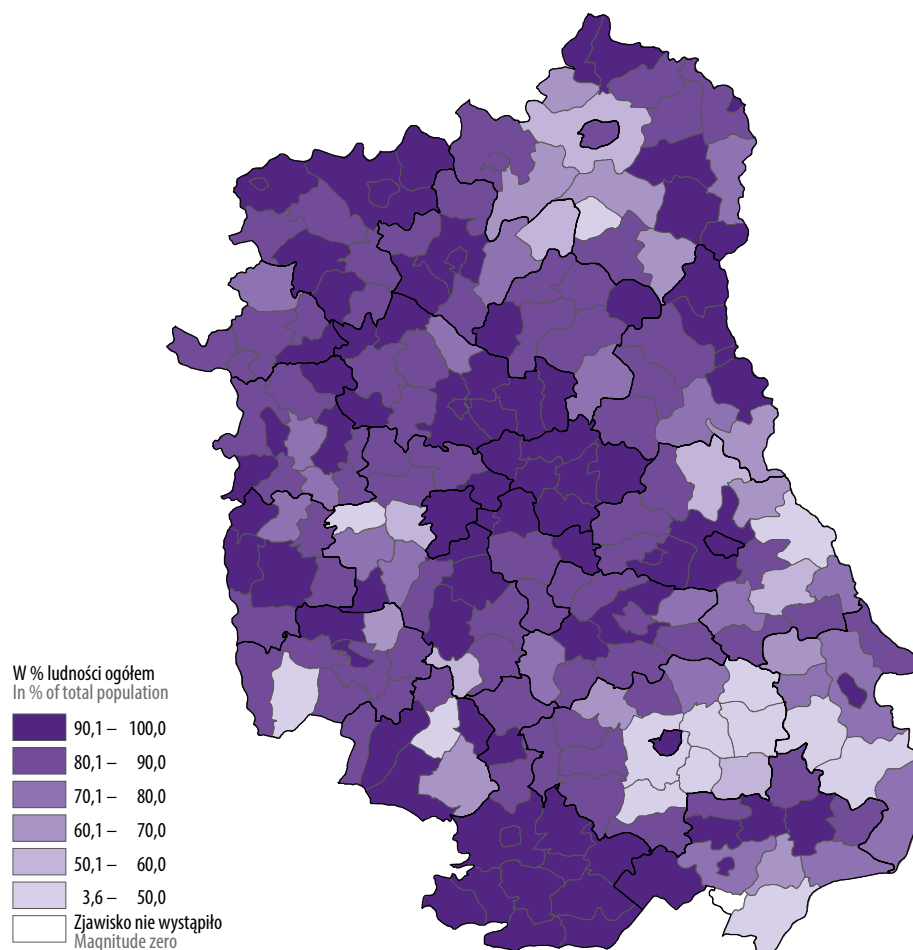 W % ludności ogółem
In % of total population
90,1 – 100,0
80,1 – 90,0
70,1 – 80,0
60,1 – 70,0
50,1 – 60,0
3,6 – 50,0
Zjawisko nie wystąpiło
Magnitude zero